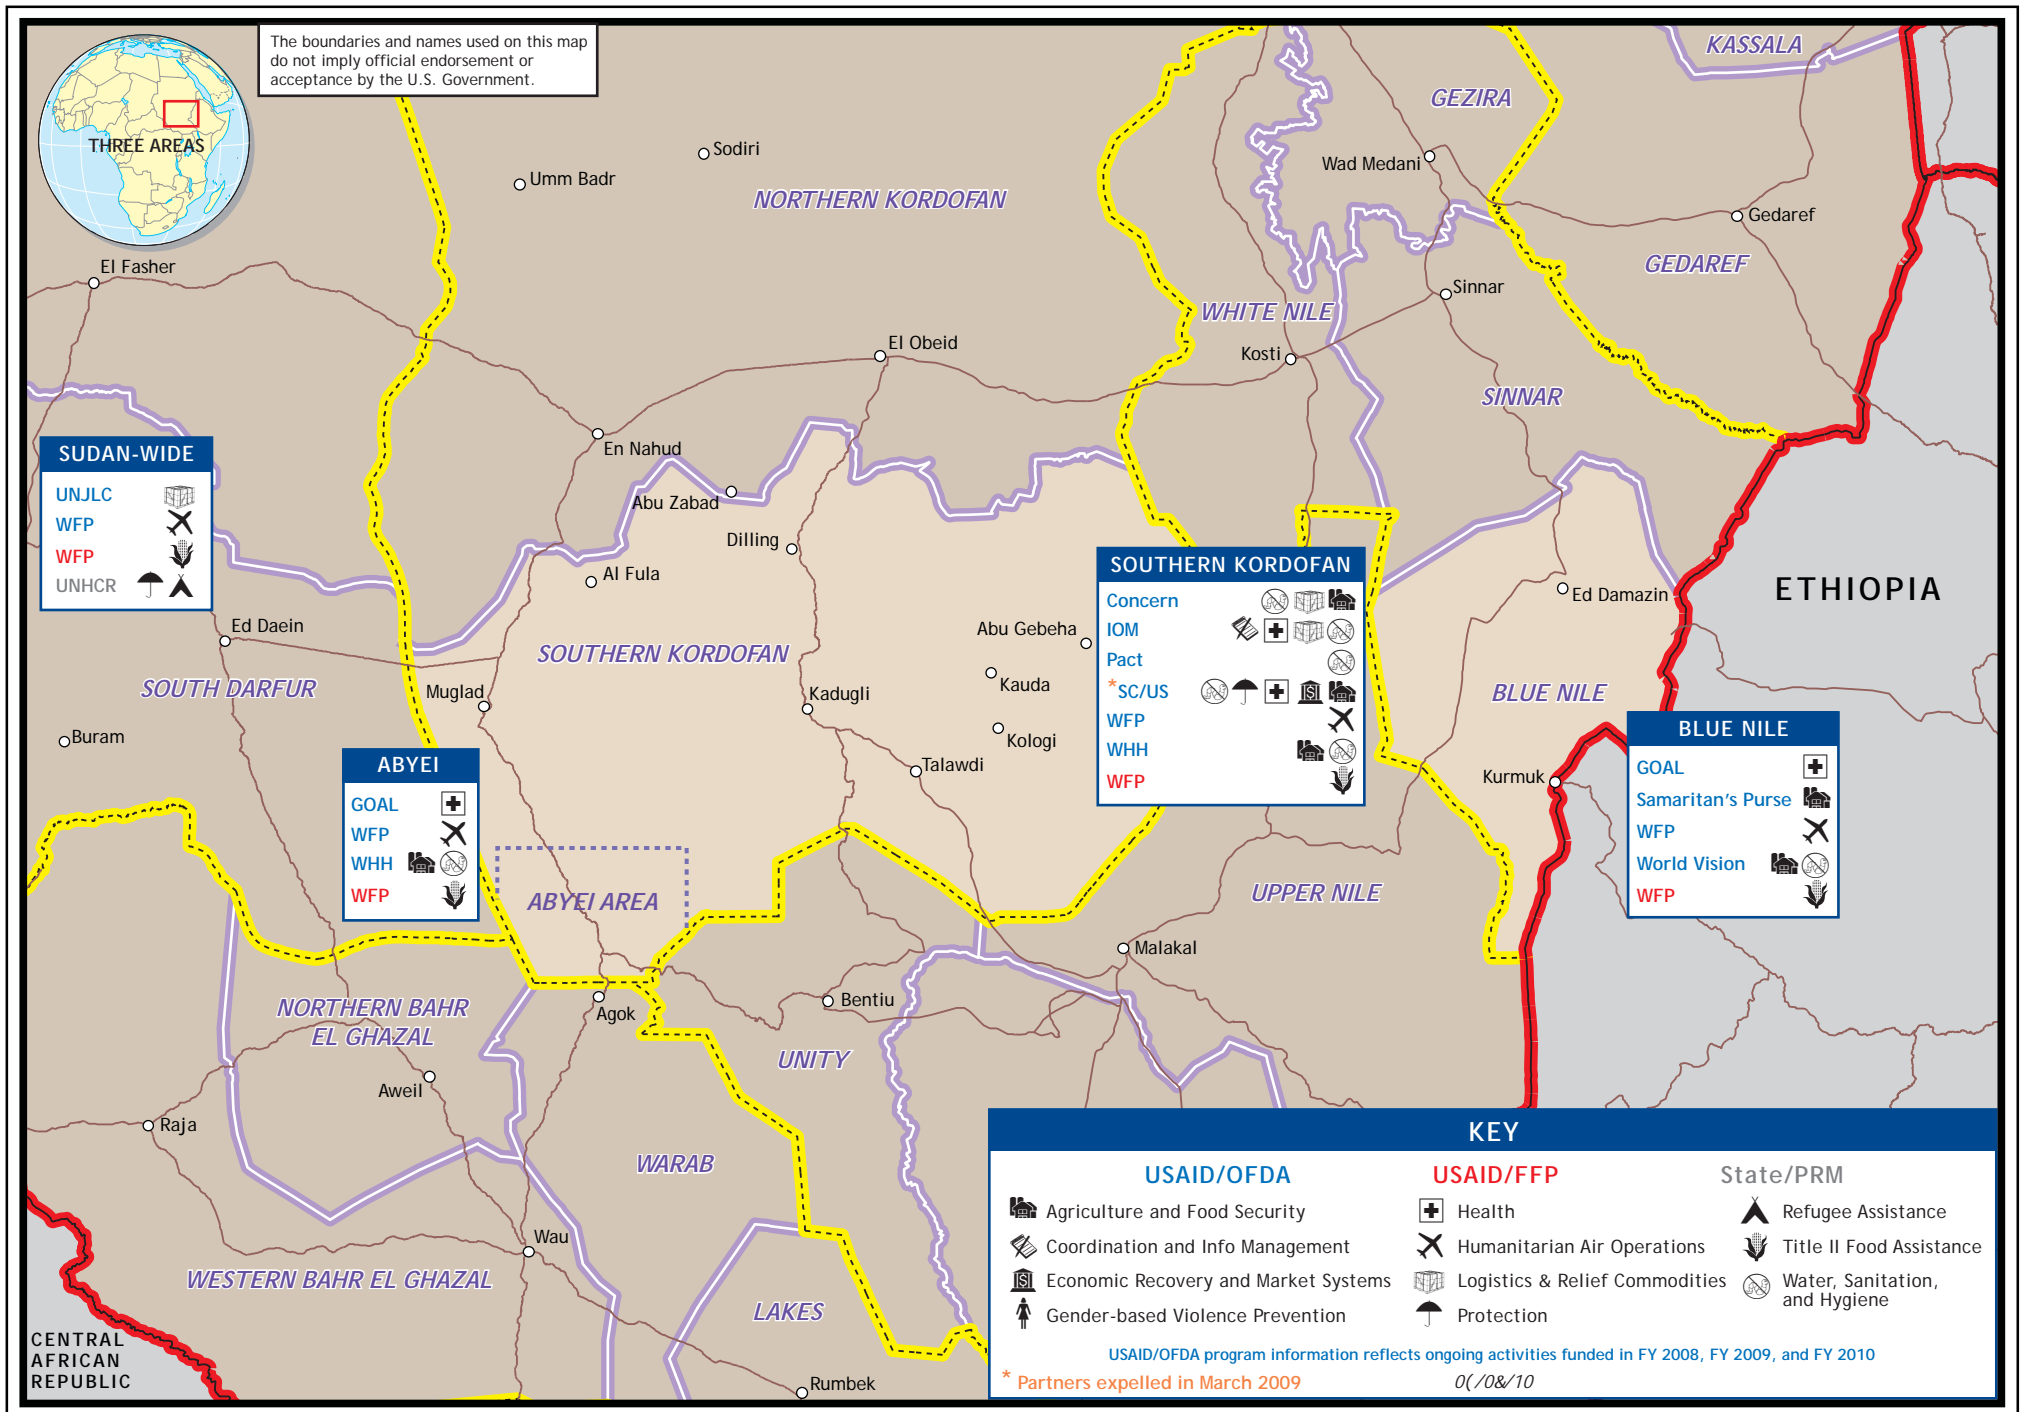 The boundaries and names used on this map
do not imply official endorsement or
acceptance by the U.S. Government.
THREE AREAS
KASSALA
GEZIRA
Sodiri
Umm Badr
Wad Medani
NORTHERN KORDOFAN
Gedaref
El Fasher
GEDAREF
Sinnar
WHITE NILE
El Obeid
Kosti
SINNAR
En Nahud
Abu Zabad
Dilling
Al Fula
Ed Damazin
ETHIOPIA
SUDAN-WIDE
UNJLC
WFP
WFP
UNHCR
Ed Daein
SOUTH DARFUR
Buram
SOUTHERN KORDOFAN
Muglad
Kadugli
Abu Gebeha
Kauda
Kologi
Talawdi
SOUTHERN KORDOFAN
Concern
IOM
Pact
*SC/US
WFP
WHH
WFP
BLUE NILE
Kurmuk
BLUE NILE
GOAL
Samaritan's Purse
WFP
World Vision
WFP
ABYEI
GOAL
WFP
WHH
WFP
ABYEI AREA
UPPER NILE
Malakal
Bentiu
Agok
NORTHERN BAHR
EL GHAZAL
UNITY
Aweil
Raja
WARAB
Wau
WESTERN BAHR EL GHAZAL
LAKES
Rumbek
CENTRAL
AFRICAN
REPUBLIC
KEY
USAID/OFDA
USAID/FFP
State/PRM
Agriculture and Food Security
Health
Refugee Assistance
Coordination and Info Management
Humanitarian Air Operations
Title II Food Assistance
Economic Recovery and Market Systems
Logistics & Relief Commodities
Water, Sanitation,
and Hygiene
Gender-based Violence Prevention
Protection
USAID/OFDA program information reflects ongoing activities funded in FY 2008, FY 2009, and FY 2010
* Partners expelled in March 2009
0(/0&/10